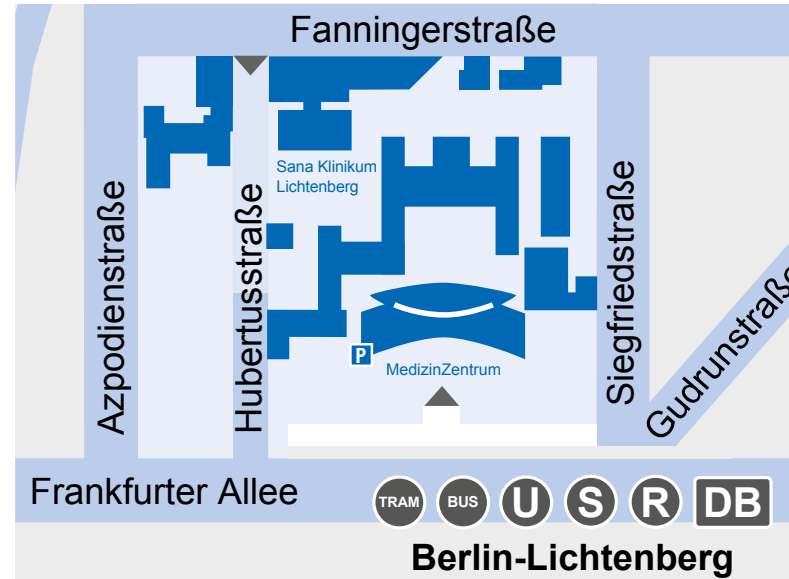 Fanningerstraße
Sana Klinikum
Lichtenberg
Azpodienstraße
Hubertusstraße
Siegfriedstraße
Gudrunstraße
P
MedizinZentrum
Frankfurter Allee
TRAM BUS U S R DB
Berlin-Lichtenberg